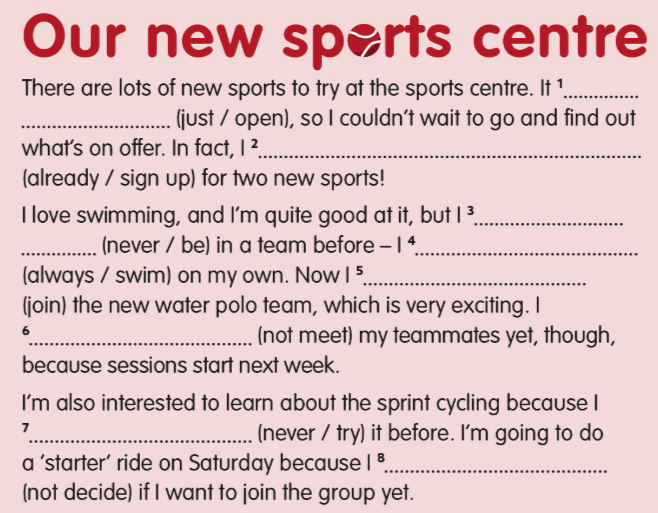 Our new sports centre
There are lots of new sports to try at the sports centre. It ¹...............
.............................. (just / open), so I couldn't wait to go and find out
what's on offer. In fact, I ²............................................................................
(already / sign up) for two new sports!
I love swimming, and I'm quite good at it, but I ³..............................
............... (never / be) in a team before – I ⁴.............................................
(always / swim) on my own. Now I ⁵.............................................
(join) the new water polo team, which is very exciting. I
⁶............................................. (not meet) my teammates yet, though,
because sessions start next week.
I'm also interested to learn about the sprint cycling because I
⁷............................................. (never / try) it before. I'm going to do
a 'starter' ride on Saturday because I ⁸.............................................
(not decide) if I want to join the group yet.